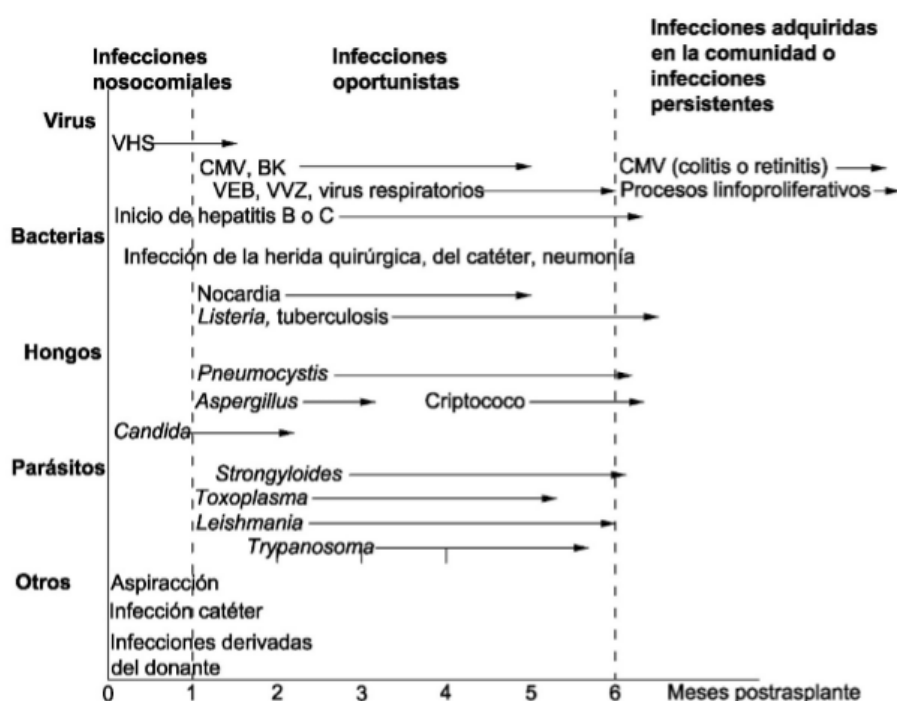 Infecciones
nosocomiales
Infecciones
oportunistas
Infecciones adquiridas
en la comunidad o
infecciones
persistentes
Virus
VHS
CMV, BK
CMV (colitis o retinitis)
VEB, VVZ, virus respiratorios
Procesos linfoproliferativos
Inicio de hepatitis B o C
Bacterias
Infección de la herida quirúrgica, del catéter, neumonía
Nocardia
Listeria, tuberculosis
Hongos
Pneumocystis
Aspergillus
Criptococo
Candida
Parásitos
Strongyloides
Toxoplasma
Leishmania
Trypanosoma
Otros
Aspiracción
Infección catéter
Infecciones derivadas
del donante
0 1 2 3 4 5 6 Meses postrasplante